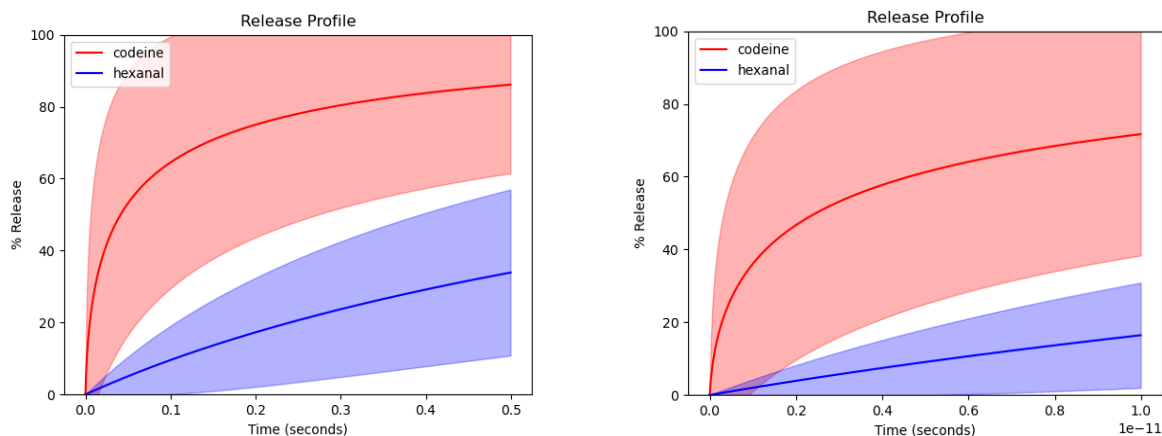 Release Profile
100
80
60
40
20
0
% Release
codeine
hexanal
0.0 0.1 0.2 0.3 0.4 0.5
Time (seconds)
Release Profile
100
80
60
40
20
0
% Release
codeine
hexanal
0.0 0.2 0.4 0.6 0.8 1.0
1e−11
Time (seconds)